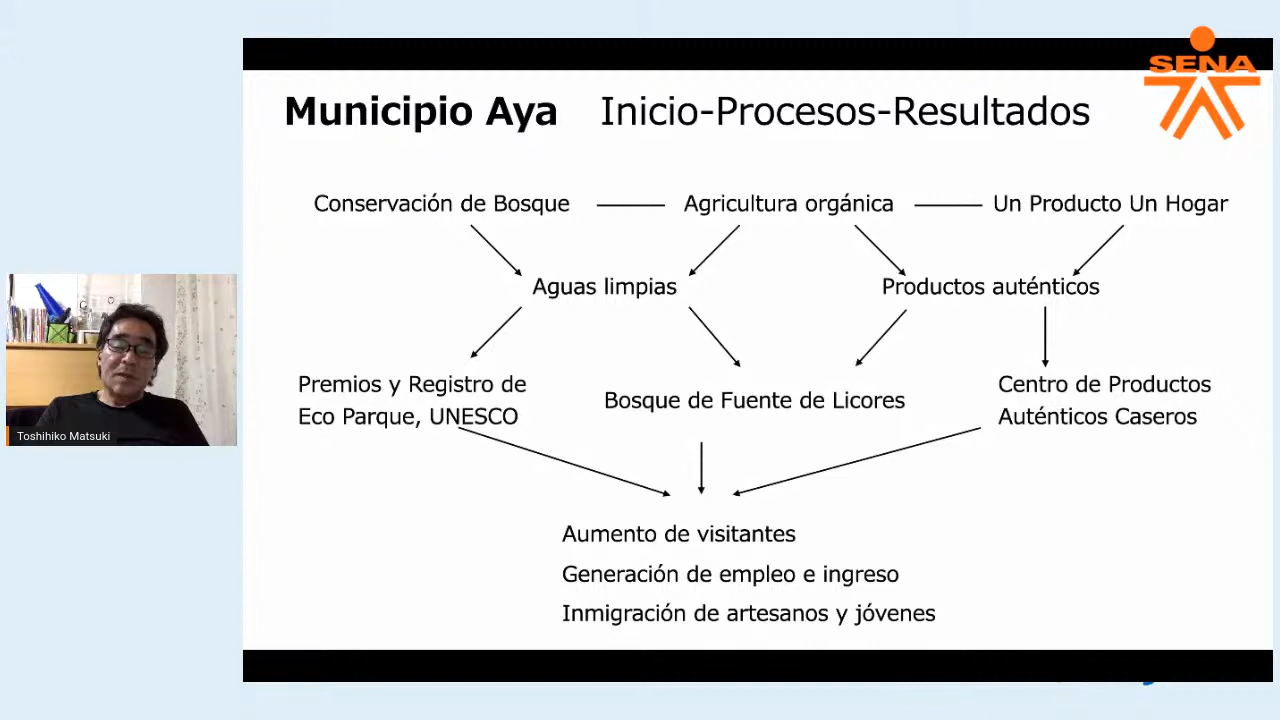 SENA
Municipio Aya Inicio-Procesos-Resultados
Conservación de Bosque
Agricultura orgánica
Un Producto Un Hogar
Aguas limpias
Productos auténticos
Premios y Registro de
Eco Parque, UNESCO
Bosque de Fuente de Licores
Centro de Productos
Auténticos Caseros
Aumento de visitantes
Generación de empleo e ingreso
Inmigración de artesanos y jóvenes
Toshihiko Matsuki